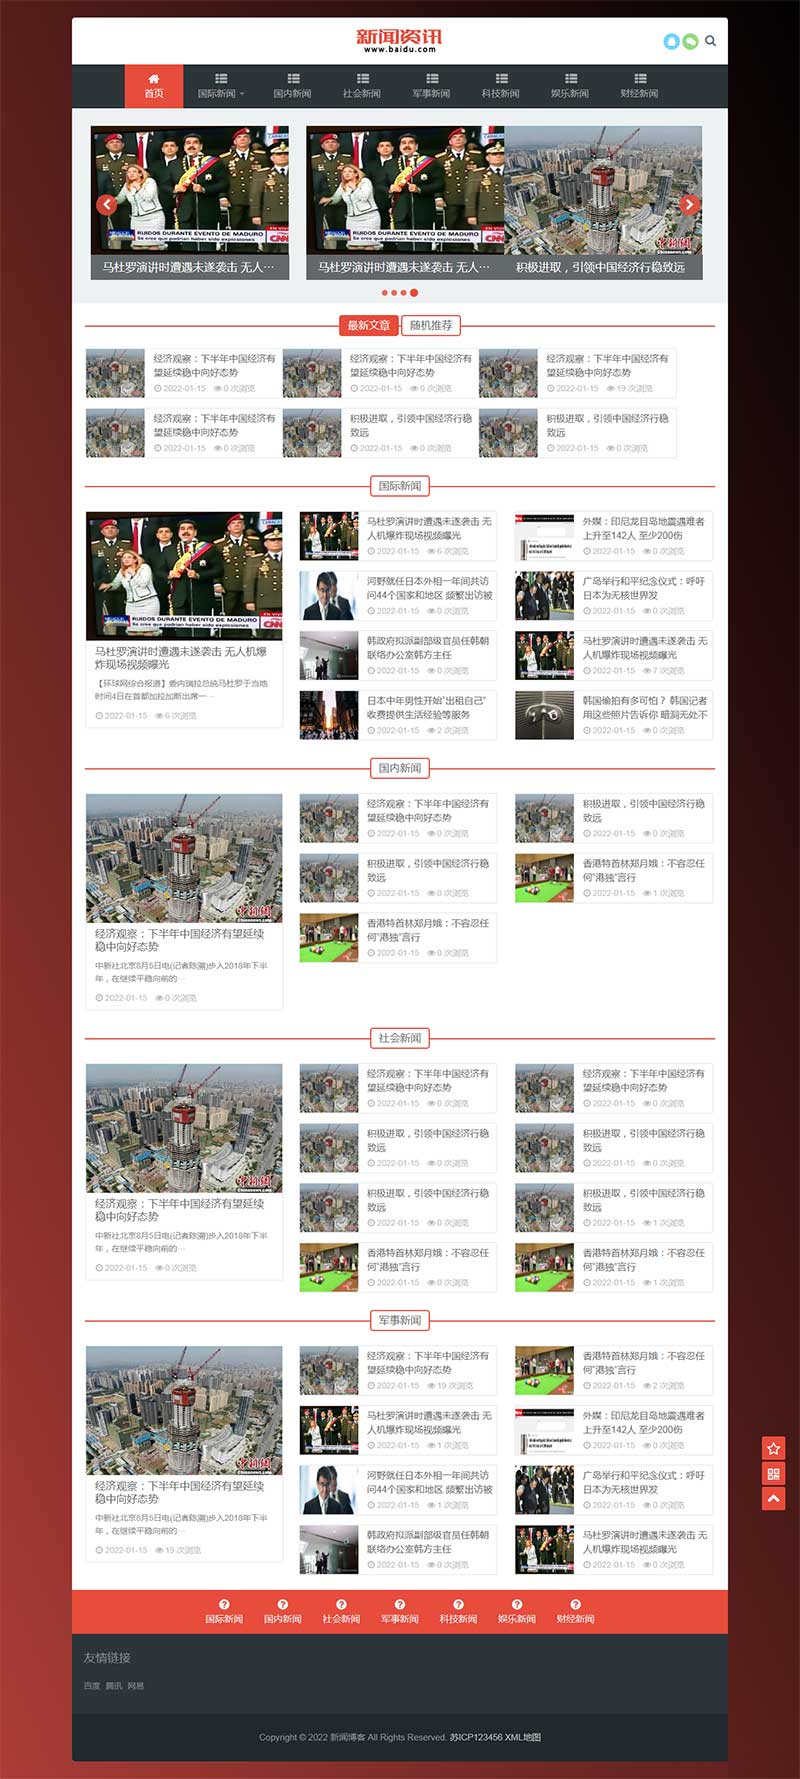 新闻资讯
www.baidu.com
首页
国际新闻
国内新闻
社会新闻
军事新闻
科技新闻
娱乐新闻
财经新闻
RUIDOS DURANTE EVENTO DE MADURO
Se cree que podrían haber sido explosiones
马杜罗演讲时遭遇未遂袭击 无人···
RUIDOS DURANTE EVENTO DE MADURO
Se cree que podrían haber sido explosiones
马杜罗演讲时遭遇未遂袭击 无人···
中新网
积极进取，引领中国经济行稳致远
最新文章 随机推荐
经济观察：下半年中国经济有
望延续稳中向好态势
2022-01-15 0 次浏览
经济观察：下半年中国经济有
望延续稳中向好态势
2022-01-15 0 次浏览
经济观察：下半年中国经济有
望延续稳中向好态势
2022-01-15 19 次浏览
经济观察：下半年中国经济有
望延续稳中向好态势
2022-01-15 0 次浏览
积极进取，引领中国经济行稳
致远
2022-01-15 0 次浏览
积极进取，引领中国经济行稳
致远
2022-01-15 0 次浏览
国际新闻
RUIDOS DURANTE EVENTO DE MADURO
Se cree que podrían haber sido explosiones
CNN
马杜罗演讲时遭遇未遂袭击 无人机爆
炸现场视频曝光
【环球网综合报道】委内瑞拉总统马杜罗于当地
时间4日在首都加拉加斯出席一···
2022-01-15 6 次浏览
马杜罗演讲时遭遇未遂袭击 无
人机爆炸现场视频曝光
2022-01-15 6 次浏览
外媒：印尼龙目岛地震遇难者
上升至142人 至少200伤
2022-01-15 0 次浏览
河野就任日本外相一年间共访
问44个国家和地区 频繁出访被
2022-01-15 0 次浏览
广岛举行和平纪念仪式：呼吁
日本为无核世界发
2022-01-15 0 次浏览
韩政府拟派副部级官员任韩朝
联络办公室韩方主任
2022-01-15 0 次浏览
马杜罗演讲时遭遇未遂袭击 无
人机爆炸现场视频曝光
2022-01-15 7 次浏览
日本中年男性开始"出租自己"
收费提供生活经验等服务
2022-01-15 2 次浏览
韩国偷拍有多可怕？ 韩国记者
用这些照片告诉你 暗洞无处不
2022-01-15 0 次浏览
国内新闻
中新网
经济观察：下半年中国经济有望延续
稳中向好态势
中新社北京8月5日电(记者陈溯)步入2018年下半
年，在继续平稳向前的···
2022-01-15 0 次浏览
经济观察：下半年中国经济有
望延续稳中向好态势
2022-01-15 0 次浏览
积极进取，引领中国经济行稳
致远
2022-01-15 0 次浏览
积极进取，引领中国经济行稳
致远
2022-01-15 0 次浏览
香港特首林郑月娥：不容忍任
何"港独"言行
2022-01-15 1 次浏览
香港特首林郑月娥：不容忍任
何"港独"言行
2022-01-15 0 次浏览
社会新闻
中新网
经济观察：下半年中国经济有望延续
稳中向好态势
中新社北京8月5日电(记者陈溯)步入2018年下半
年，在继续平稳向前的···
2022-01-15 0 次浏览
经济观察：下半年中国经济有
望延续稳中向好态势
2022-01-15 0 次浏览
经济观察：下半年中国经济有
望延续稳中向好态势
2022-01-15 0 次浏览
积极进取，引领中国经济行稳
致远
2022-01-15 0 次浏览
积极进取，引领中国经济行稳
致远
2022-01-15 0 次浏览
积极进取，引领中国经济行稳
致远
2022-01-15 0 次浏览
积极进取，引领中国经济行稳
致远
2022-01-15 1 次浏览
香港特首林郑月娥：不容忍任
何"港独"言行
2022-01-15 0 次浏览
香港特首林郑月娥：不容忍任
何"港独"言行
2022-01-15 1 次浏览
军事新闻
中新网
经济观察：下半年中国经济有望延续
稳中向好态势
中新社北京8月5日电(记者陈溯)步入2018年下半
年，在继续平稳向前的···
2022-01-15 19 次浏览
经济观察：下半年中国经济有
望延续稳中向好态势
2022-01-15 19 次浏览
香港特首林郑月娥：不容忍任
何"港独"言行
2022-01-15 2 次浏览
马杜罗演讲时遭遇未遂袭击 无
人机爆炸现场视频曝光
2022-01-15 1 次浏览
外媒：印尼龙目岛地震遇难者
上升至142人 至少200伤
2022-01-15 0 次浏览
河野就任日本外相一年间共访
问44个国家和地区 频繁出访被
2022-01-15 1 次浏览
广岛举行和平纪念仪式：呼吁
日本为无核世界发
2022-01-15 0 次浏览
韩政府拟派副部级官员任韩朝
联络办公室韩方主任
2022-01-15 0 次浏览
马杜罗演讲时遭遇未遂袭击 无
人机爆炸现场视频曝光
2022-01-15 0 次浏览
国际新闻 国内新闻 社会新闻 军事新闻 科技新闻 娱乐新闻 财经新闻
友情链接
百度 腾讯 网易
Copyright © 2022 新闻博客 All Rights Reserved. 苏ICP123456 XML地图